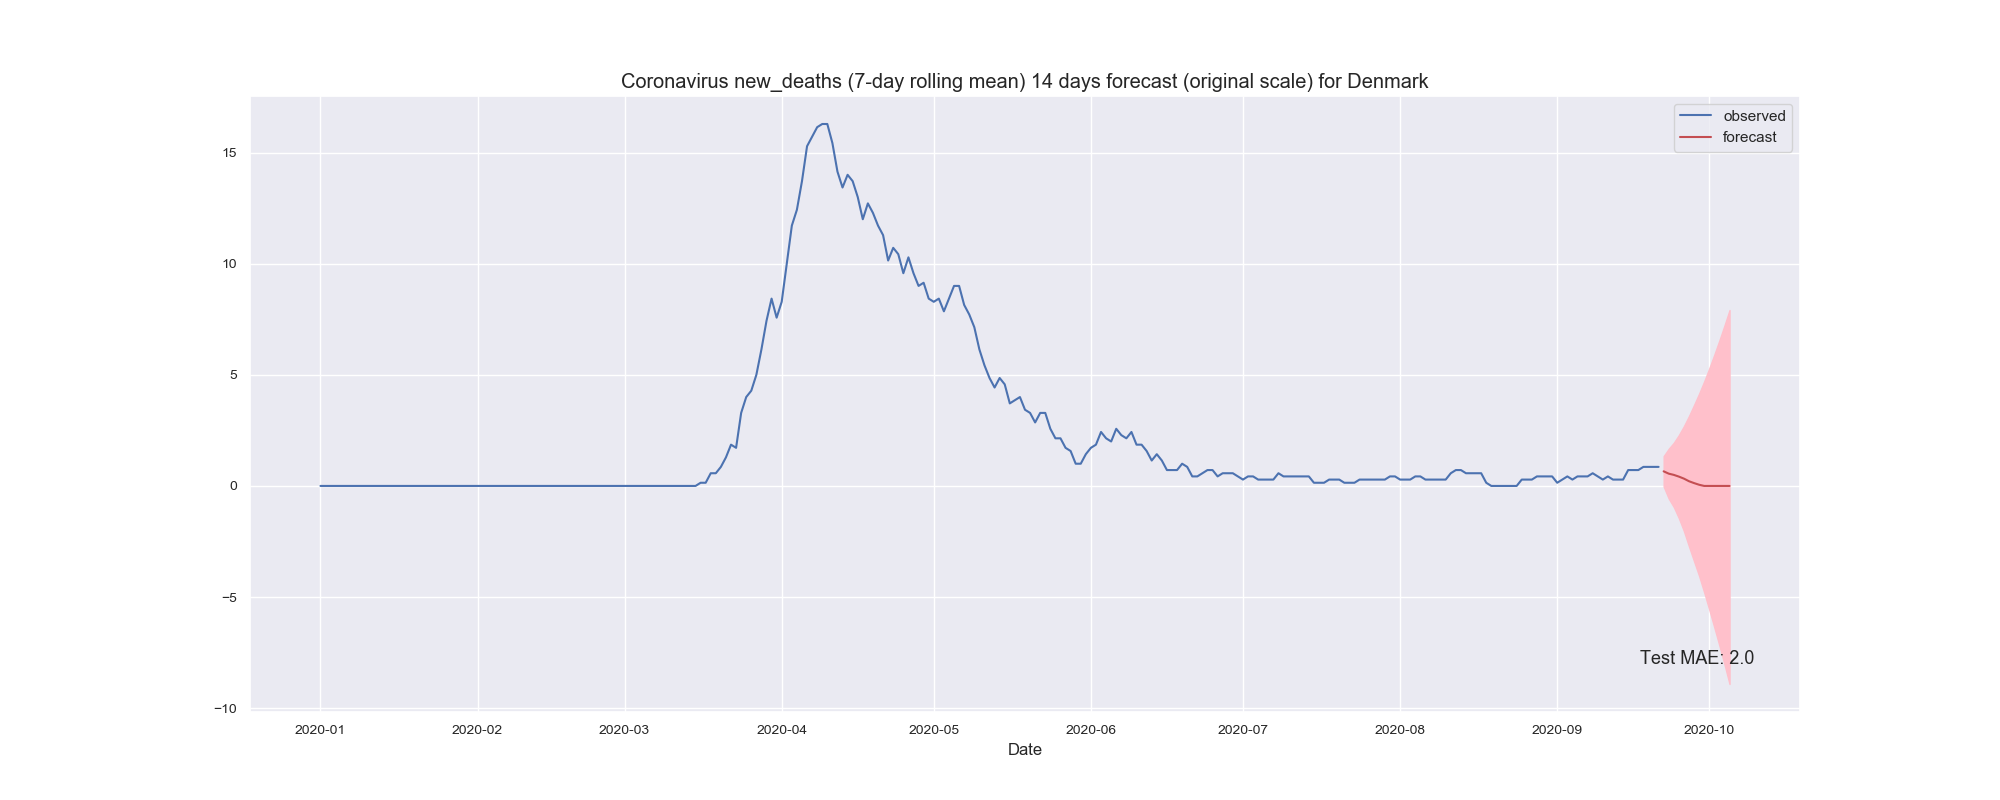 Coronavirus new_deaths (7-day rolling mean) 14 days forecast (original scale) for Denmark
observed
forecast
15
10
5
0
−5
Test MAE: 2.0
−10
2020-01 2020-02 2020-03 2020-04 2020-05 2020-06 2020-07 2020-08 2020-09 2020-10
Date